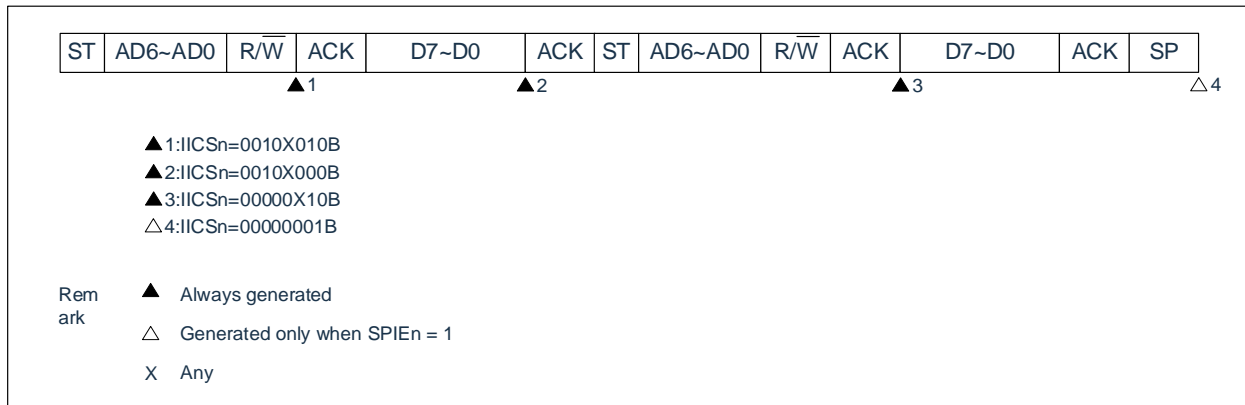 ST AD6~AD0 R/W̅ ACK D7~D0 ACK ST AD6~AD0 R/W̅ ACK D7~D0 ACK SP
▲1 ▲2 ▲3 △4
▲1:IICSn=0010X010B
▲2:IICSn=0010X000B
▲3:IICSn=00000X10B
△4:IICSn=00000001B
Rem
ark
▲ Always generated
△ Generated only when SPIEn = 1
X Any